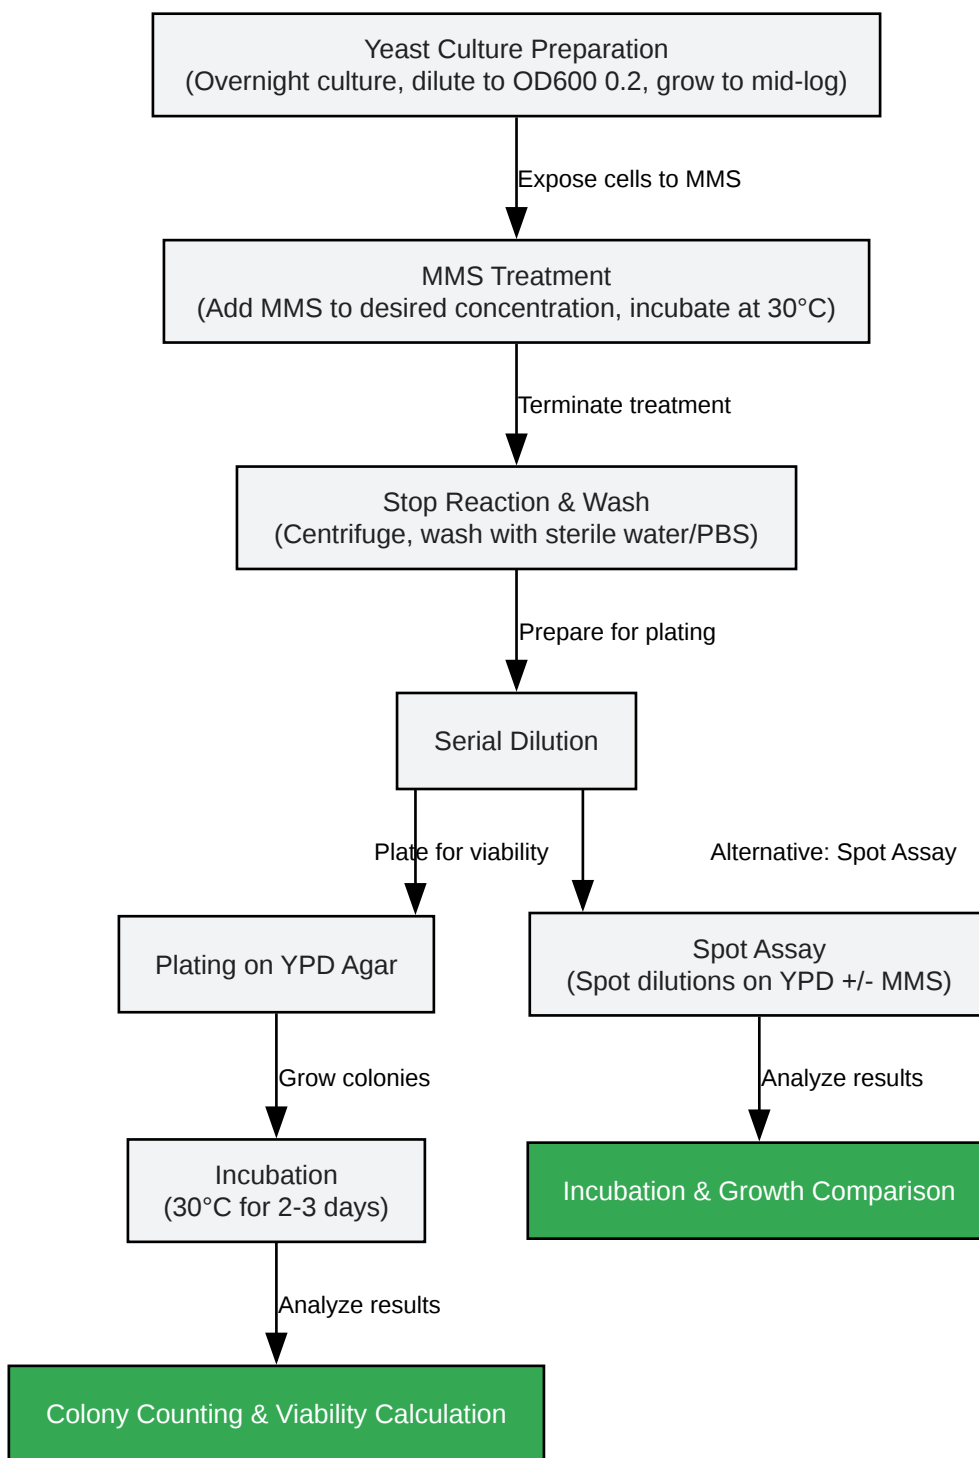 Yeast Culture Preparation
(Overnight culture, dilute to OD600 0.2, grow to mid-log)
Expose cells to MMS
MMS Treatment
(Add MMS to desired concentration, incubate at 30°C)
Terminate treatment
Stop Reaction & Wash
(Centrifuge, wash with sterile water/PBS)
Prepare for plating
Serial Dilution
Plate for viability
Alternative: Spot Assay
Plating on YPD Agar
Spot Assay
(Spot dilutions on YPD +/- MMS)
Grow colonies
Analyze results
Incubation
(30°C for 2-3 days)
Incubation & Growth Comparison
Analyze results
Colony Counting & Viability Calculation